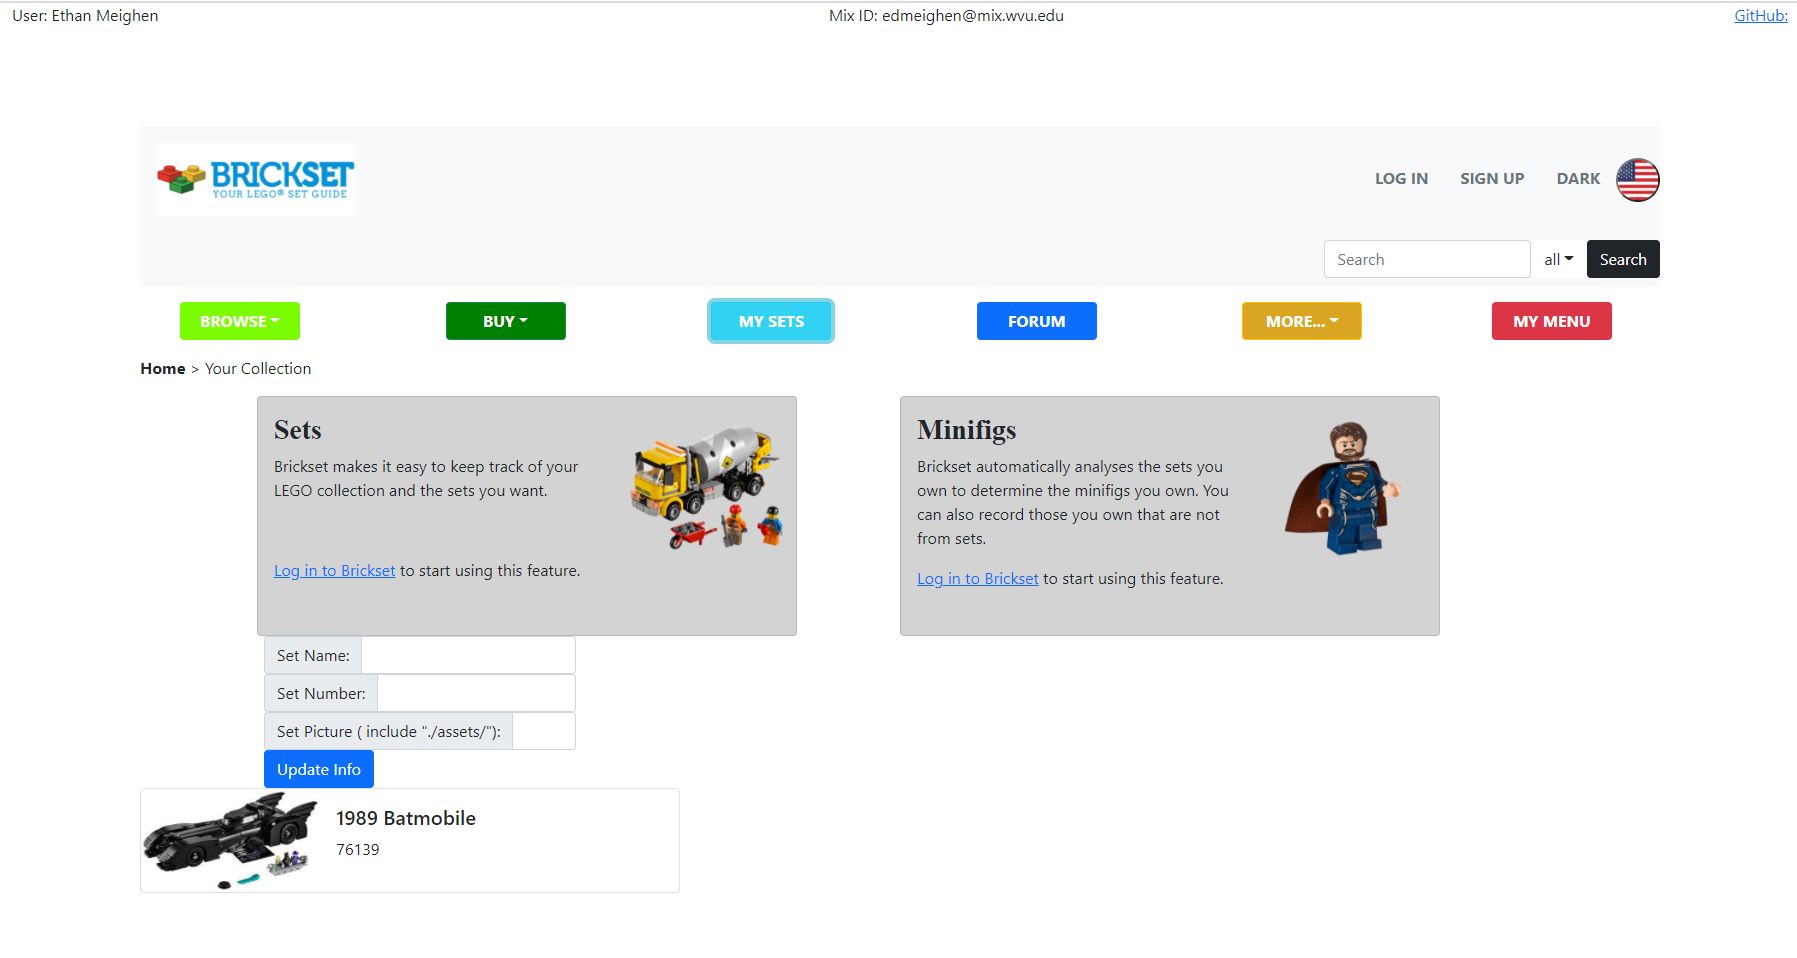 User: Ethan Meighen
Mix ID: edmeighen@mix.wvu.edu
GitHub:
BRICKSET
YOUR LEGO® SET GUIDE
LOG IN
SIGN UP
DARK
Search
all
Search
BROWSE
BUY
MY SETS
FORUM
MORE...
MY MENU
Home > Your Collection
Sets
Brickset makes it easy to keep track of your
LEGO collection and the sets you want.
Log in to Brickset to start using this feature.
Minifigs
Brickset automatically analyses the sets you
own to determine the minifigs you own. You
can also record those you own that are not
from sets.
Log in to Brickset to start using this feature.
Set Name:
Set Number:
Set Picture ( include "./assets/"):
Update Info
1989 Batmobile
76139